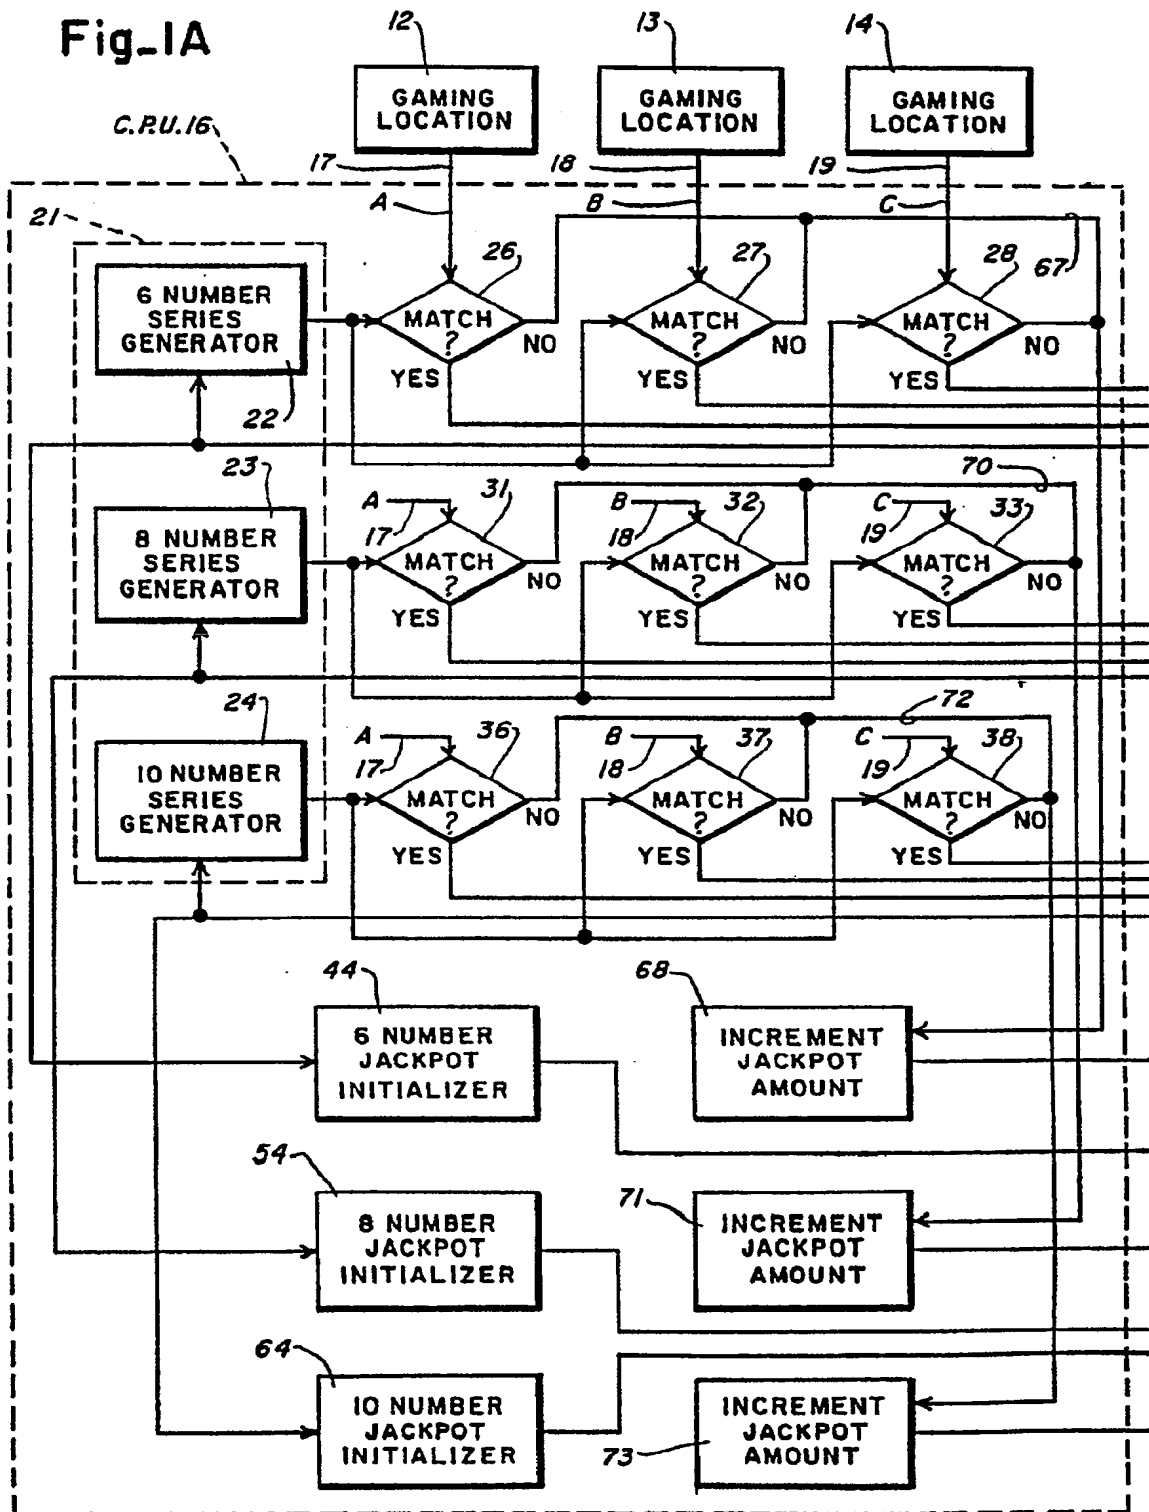 Fig_1A
12
13
14
GAMING
LOCATION
GAMING
LOCATION
GAMING
LOCATION
C.P.U.16
17
18
19
21
A
B
C
67
26
27
28
6 NUMBER
SERIES
GENERATOR
22
MATCH
?
NO
YES
MATCH
?
NO
YES
MATCH
?
NO
YES
70
23
A
17
31
B
18
32
C
19
33
8 NUMBER
SERIES
GENERATOR
MATCH
?
NO
YES
MATCH
?
NO
YES
MATCH
?
NO
YES
72
24
A
17
36
B
18
37
C
19
38
10 NUMBER
SERIES
GENERATOR
MATCH
?
NO
YES
MATCH
?
NO
YES
MATCH
?
NO
YES
44
68
6 NUMBER
JACKPOT
INITIALIZER
INCREMENT
JACKPOT
AMOUNT
54
71
8 NUMBER
JACKPOT
INITIALIZER
INCREMENT
JACKPOT
AMOUNT
64
73
10 NUMBER
JACKPOT
INITIALIZER
INCREMENT
JACKPOT
AMOUNT